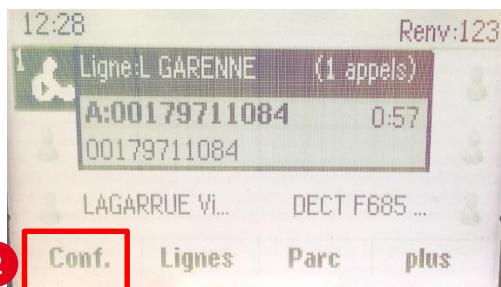 12:28 Renv:123
1 Ligne:L GARENNE (1 appels)
A:00179711084 0:57
00179711084
LAGARRUE Vi... DECT F685 ...
Conf. Lignes Parc plus